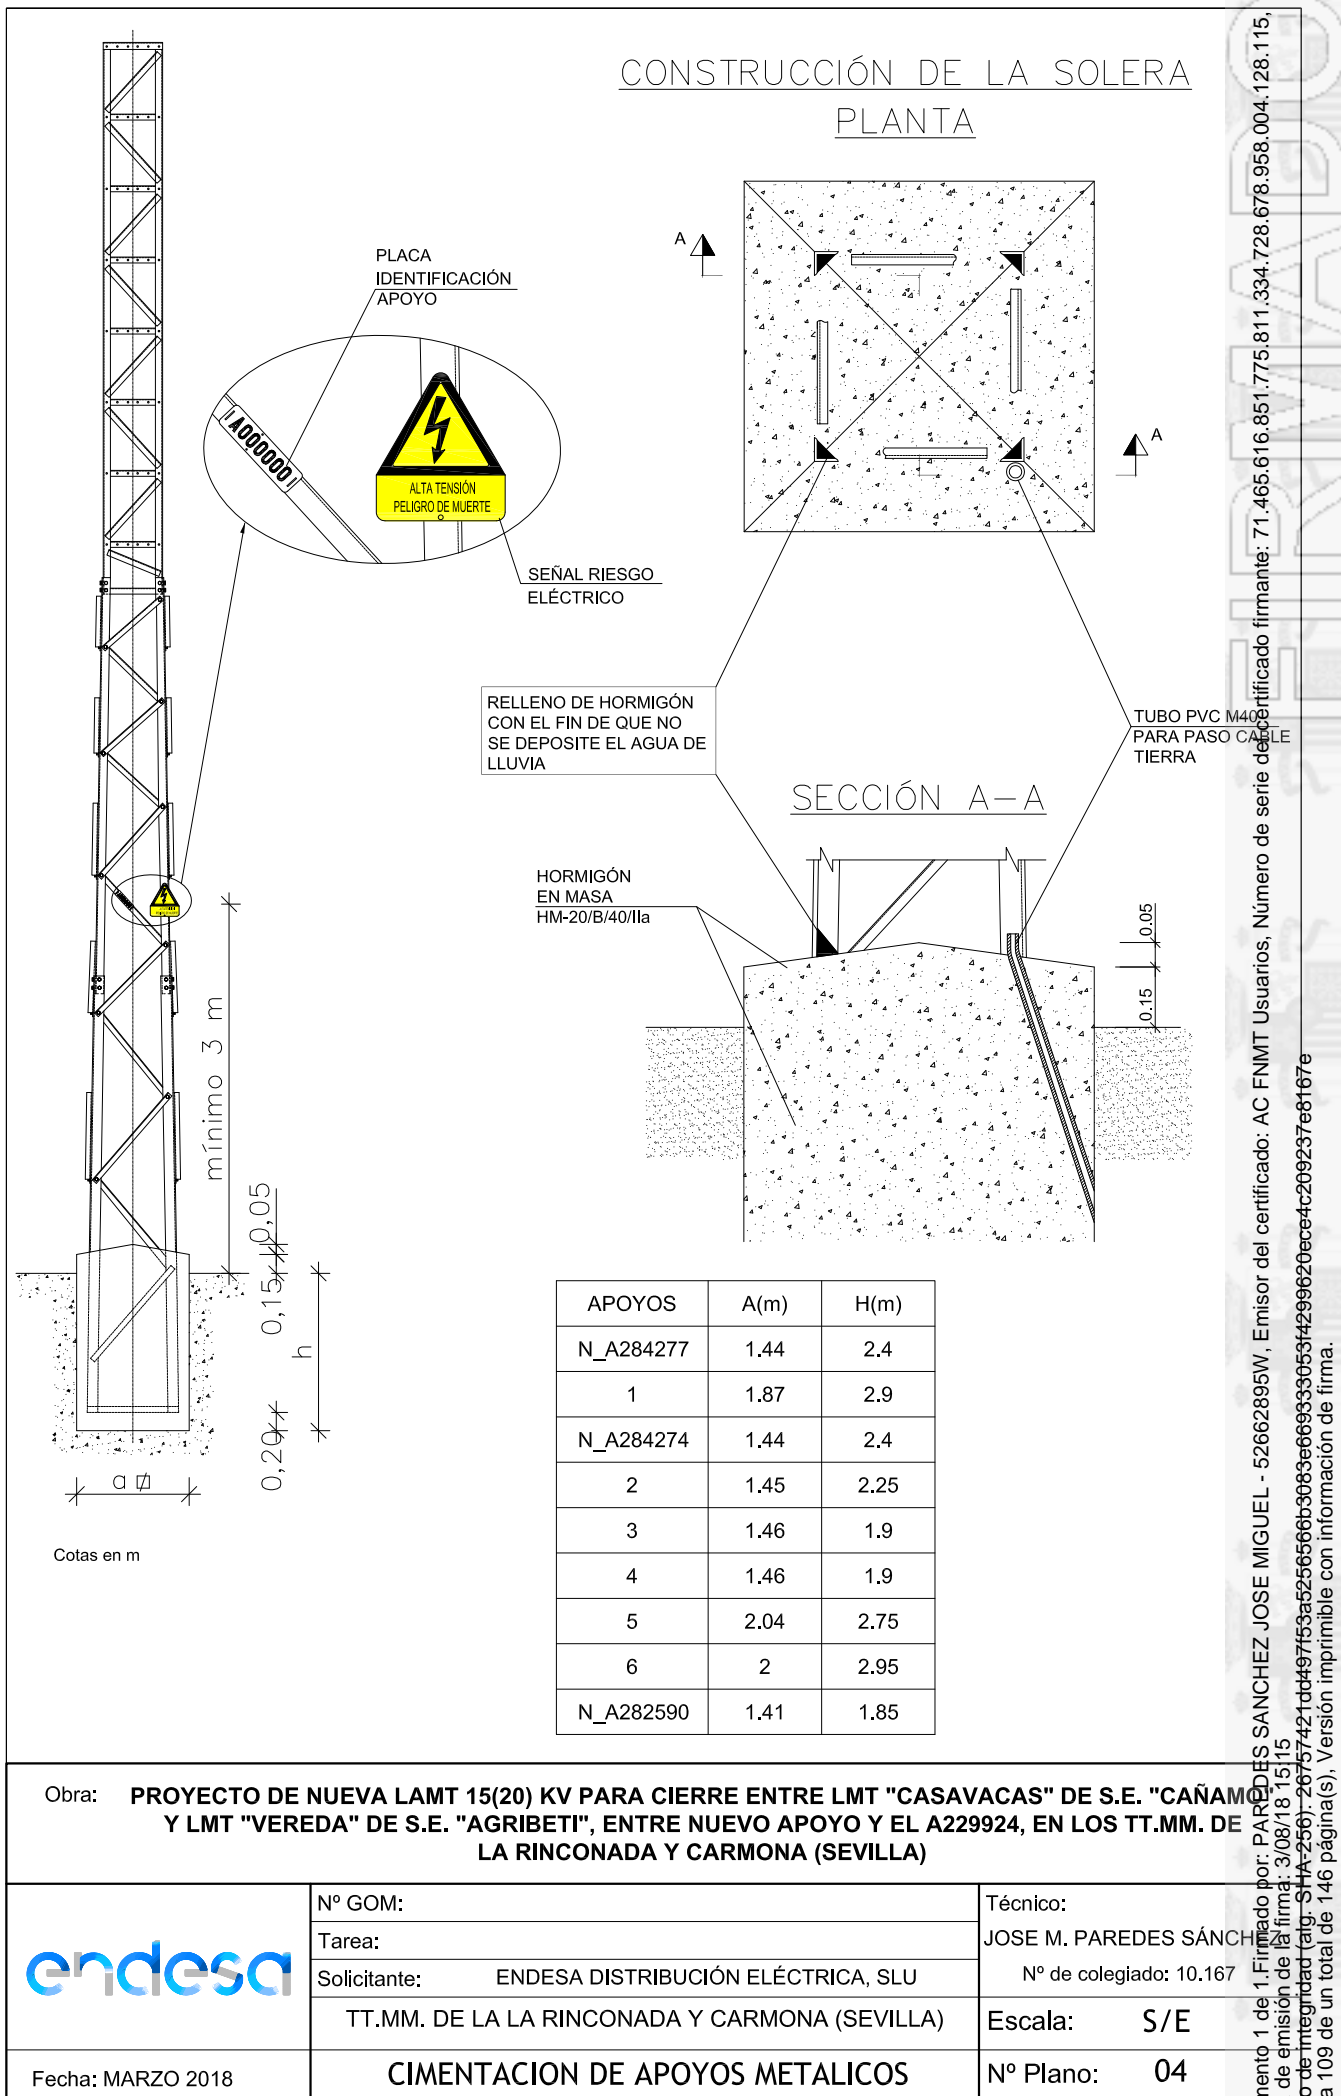 CONSTRUCCIÓN DE LA SOLERA
PLANTA
A
A
PLACA
IDENTIFICACIÓN
APOYO
A000000
ALTA TENSIÓN
PELIGRO DE MUERTE
SEÑAL RIESGO
ELÉCTRICO
RELLENO DE HORMIGÓN
CON EL FIN DE QUE NO
SE DEPOSITE EL AGUA DE
LLUVIA
TUBO PVC M40
PARA PASO CABLE
TIERRA
SECCIÓN A-A
HORMIGÓN
EN MASA
HM-20/B/40/IIa
0.05
0.15
mínimo 3 m
0,05
0,15
h
0,20
a
Cotas en m
APOYOS A(m) H(m)
N_A284277 1.44 2.4
1 1.87 2.9
N_A284274 1.44 2.4
2 1.45 2.25
3 1.46 1.9
4 1.46 1.9
5 2.04 2.75
6 2 2.95
N_A282590 1.41 1.85
Obra: PROYECTO DE NUEVA LAMT 15(20) KV PARA CIERRE ENTRE LMT "CASAVACAS" DE S.E. "CAÑAMO"
Y LMT "VEREDA" DE S.E. "AGRIBETI", ENTRE NUEVO APOYO Y EL A229924, EN LOS TT.MM. DE
LA RINCONADA Y CARMONA (SEVILLA)
endesa
Nº GOM:
Tarea:
Solicitante: ENDESA DISTRIBUCIÓN ELÉCTRICA, SLU
TT.MM. DE LA LA RINCONADA Y CARMONA (SEVILLA)
Técnico:
JOSE M. PAREDES SÁNCHEZ
Nº de colegiado: 10.167
Escala: S/E
Fecha: MARZO 2018
CIMENTACION DE APOYOS METALICOS
Nº Plano: 04
FIRMADO
1 de 1.Firmado por: PAREDES SANCHEZ JOSE MIGUEL - 52662895W, Emisor del certificado: AC FNMT Usuarios, Número de serie del certificado firmante: 71.465.616.851.775.811.334.728.678.958.004.128.115,
de emisión de la firma: 3/08/18 15:15
de integridad (alg. SHA-256):
109 de un total de 146 página(s), Versión imprimible con información de firma.